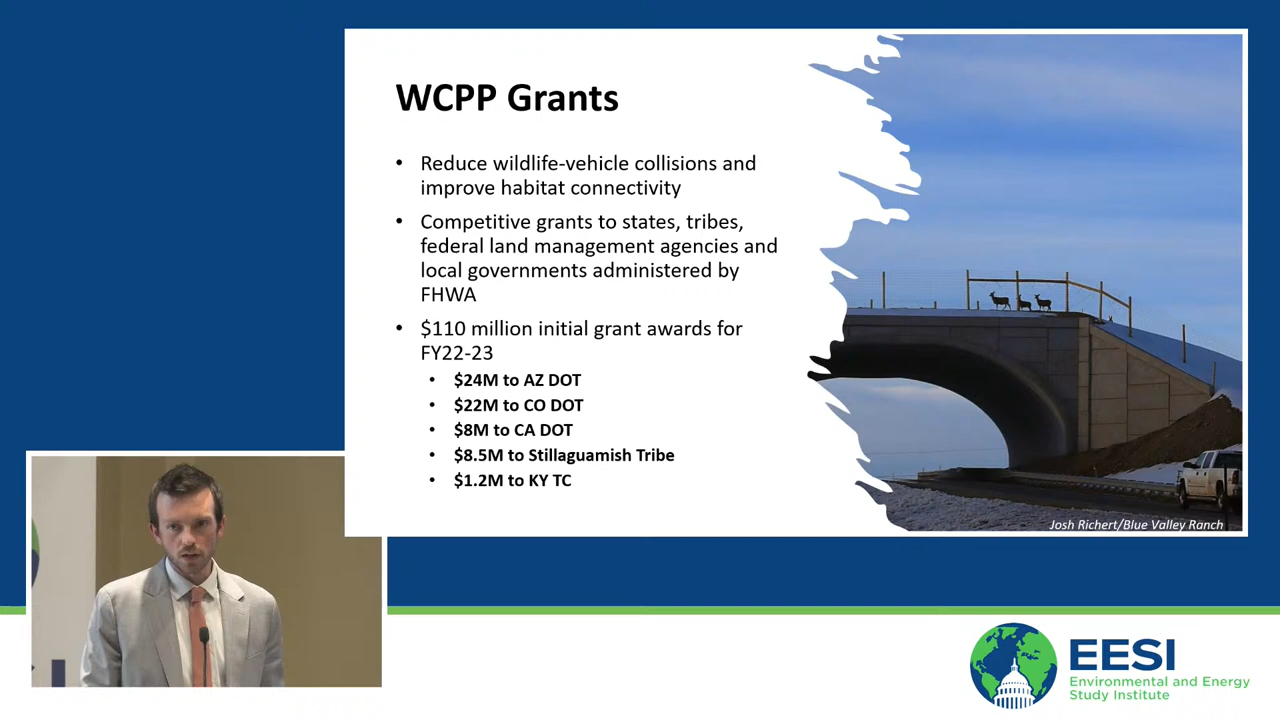 WCPP Grants
• Reduce wildlife-vehicle collisions and
improve habitat connectivity
• Competitive grants to states, tribes,
federal land management agencies and
local governments administered by
FHWA
• $110 million initial grant awards for
FY22-23
• $24M to AZ DOT
• $22M to CO DOT
• $8M to CA DOT
• $8.5M to Stillaguamish Tribe
• $1.2M to KY TC
Josh Richert/Blue Valley Ranch
EESI
Environmental and Energy
Study Institute